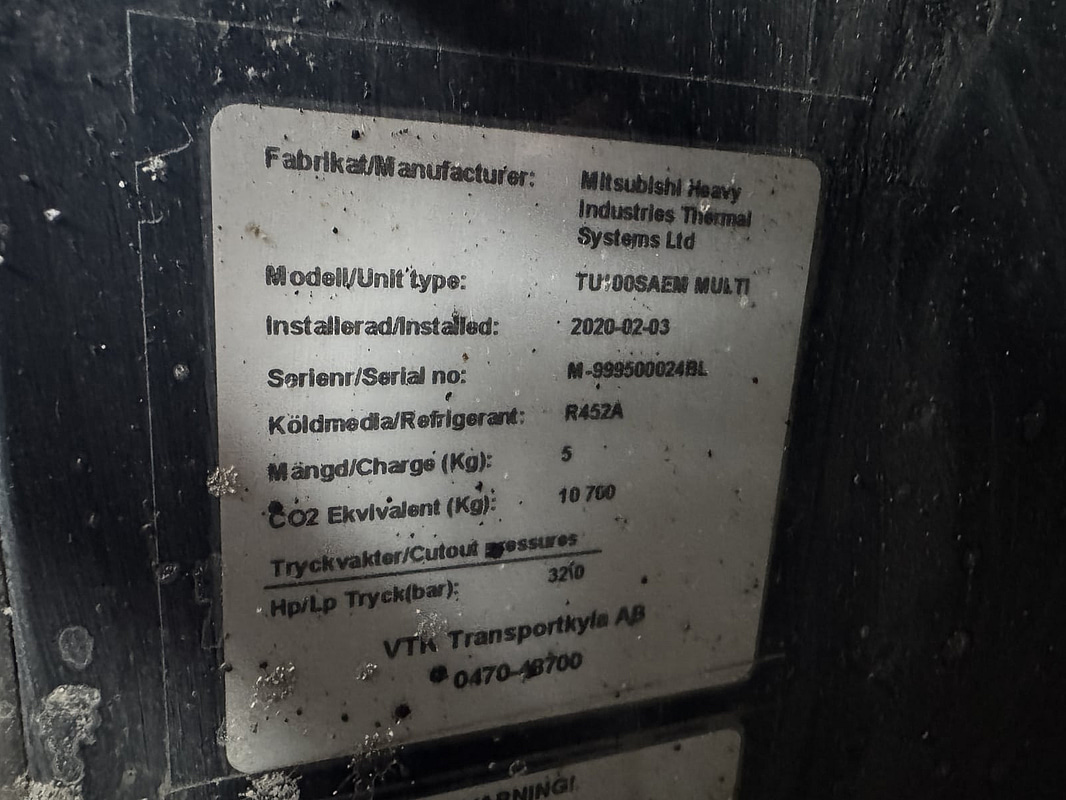 Fabrikat/Manufacturer: Mitsubishi Heavy
Industries Thermal
Systems Ltd
Modell/Unit type: TU100SAEM MULTI
Installerad/Installed: 2020-02-03
Serienr/Serial no: M-999500024BL
Köldmedia/Refrigerant: R452A
Mängd/Charge (Kg): 5
CO2 Ekvivalent (Kg): 10 700
Tryckvakter/Cutout pressures
Hp/Lp Tryck(bar): 32\0
VTK Transportkyla AB